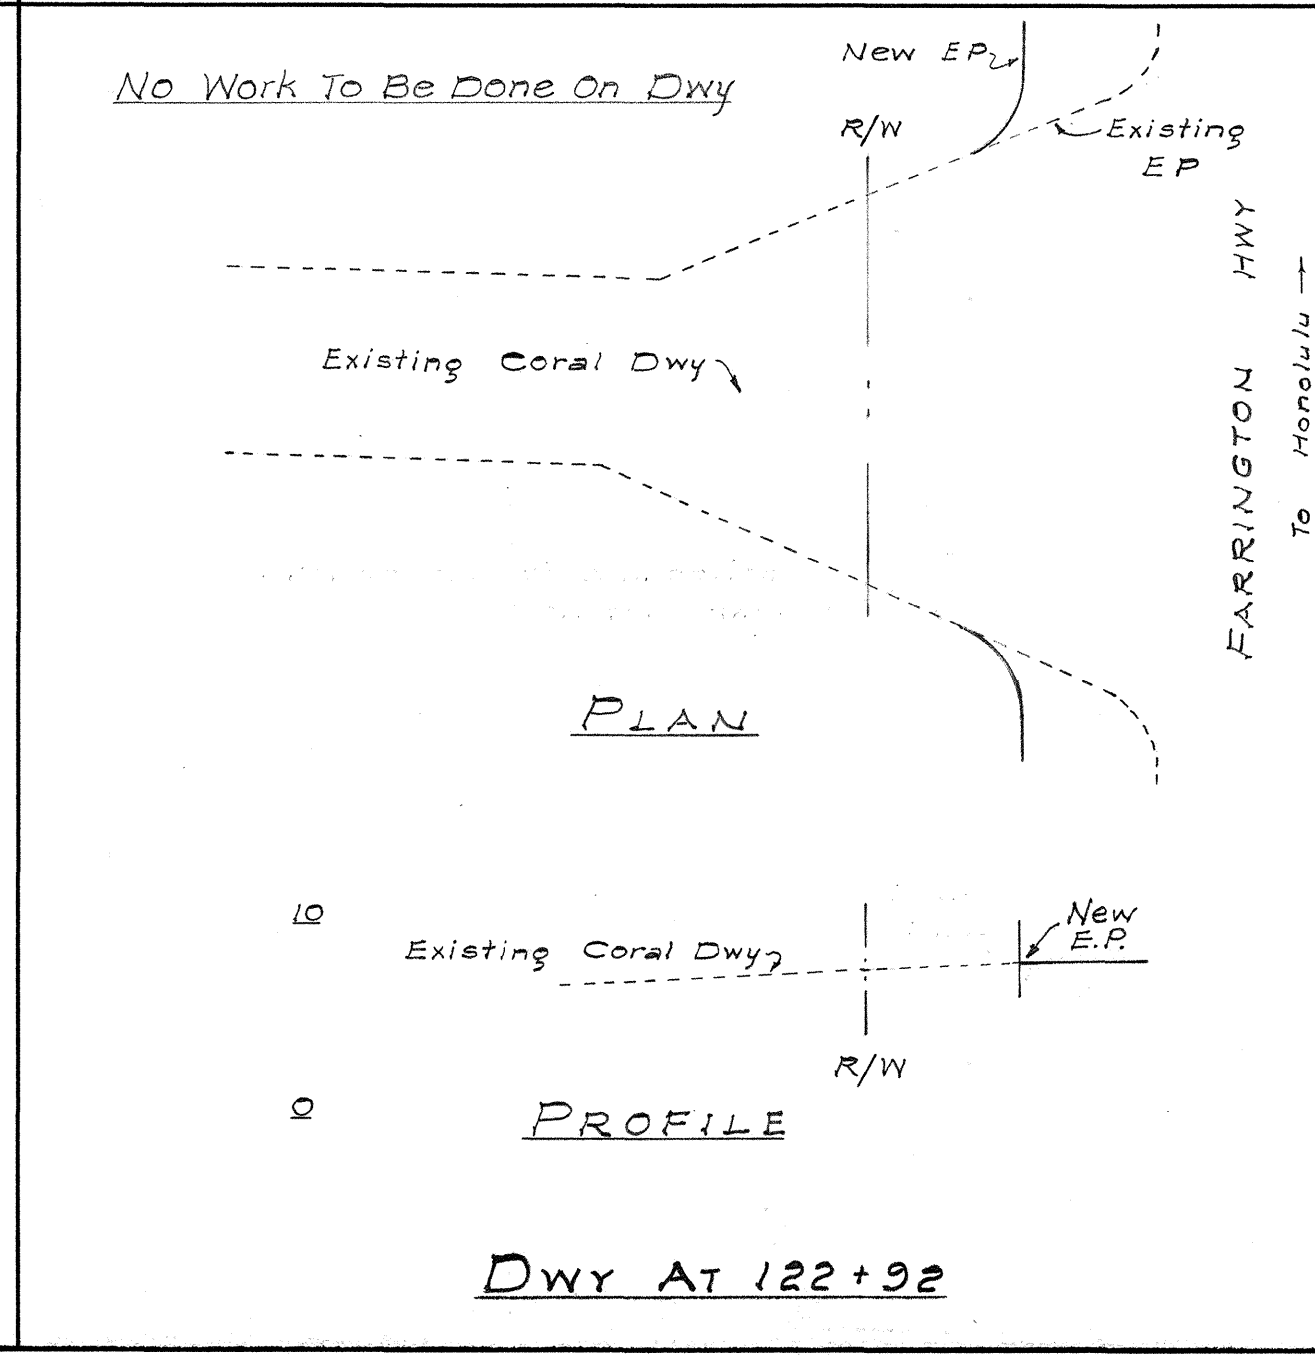 No Work To Be Done On Dwy
New EP
R/W
Existing
EP
Existing Coral Dwy
FARRINGTON HWY
To Honolulu →
PLAN
10
Existing Coral Dwy
New
E.P.
R/W
0
PROFILE
DWY AT 122+92